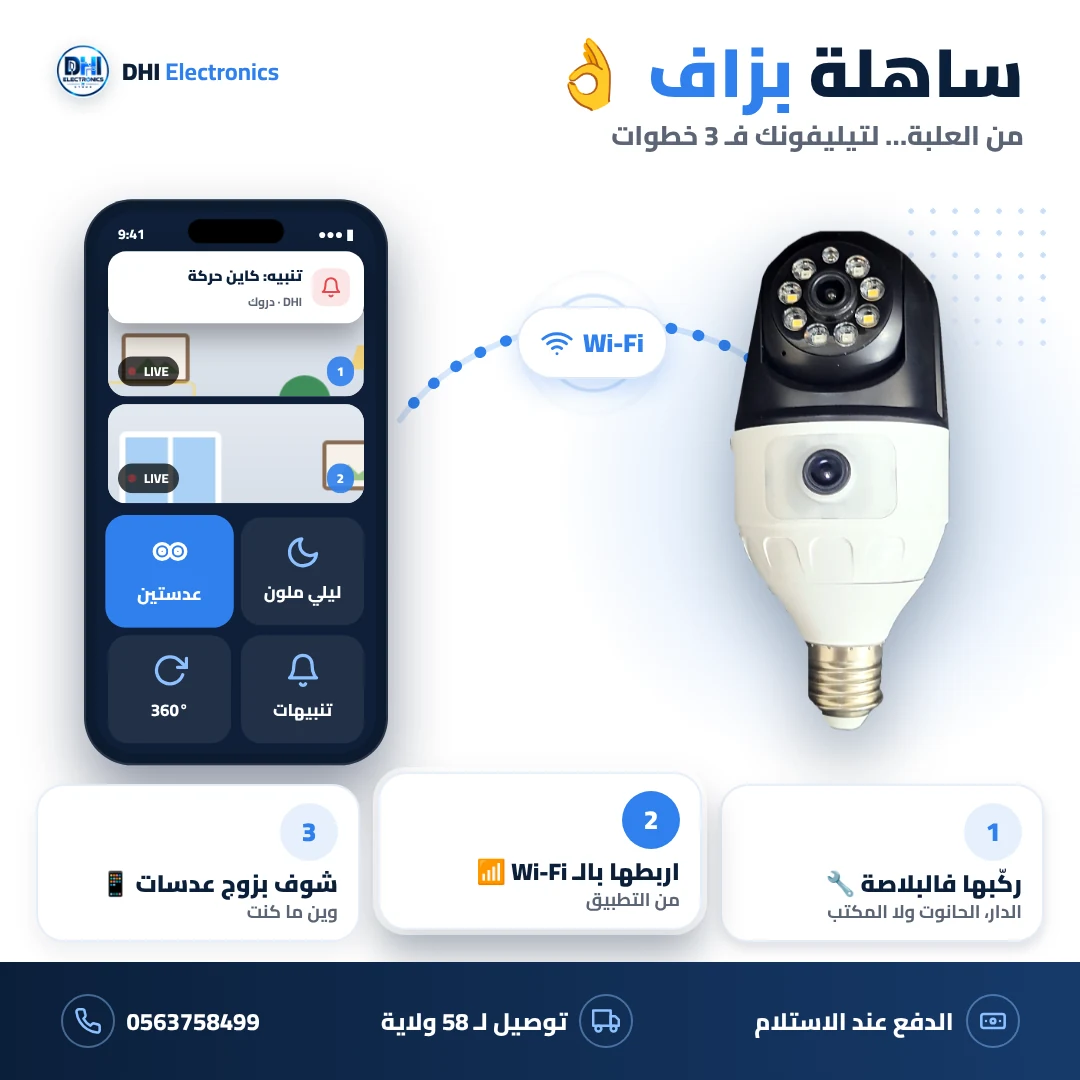 ساهلة بزاف 👌
من العلبة... لتيليفونك فـ 3 خطوات
DHI ELECTRONICS
DHI Electronics
9:41
تنبيه: كاين حركة
DHI · دروك
LIVE
1
LIVE
2
عدستين
ليلي ملون
360°
تنبيهات
Wi-Fi
1
ركّبها فالبلاصة 🔧
الدار، الحانوت ولا المكتب
2
اربطها بالـ Wi-Fi 📶
من التطبيق
3
شوف بزوج عدسات 📱
وين ما كنت
الدفع عند الاستلام
توصيل لـ 58 ولاية
0563758499